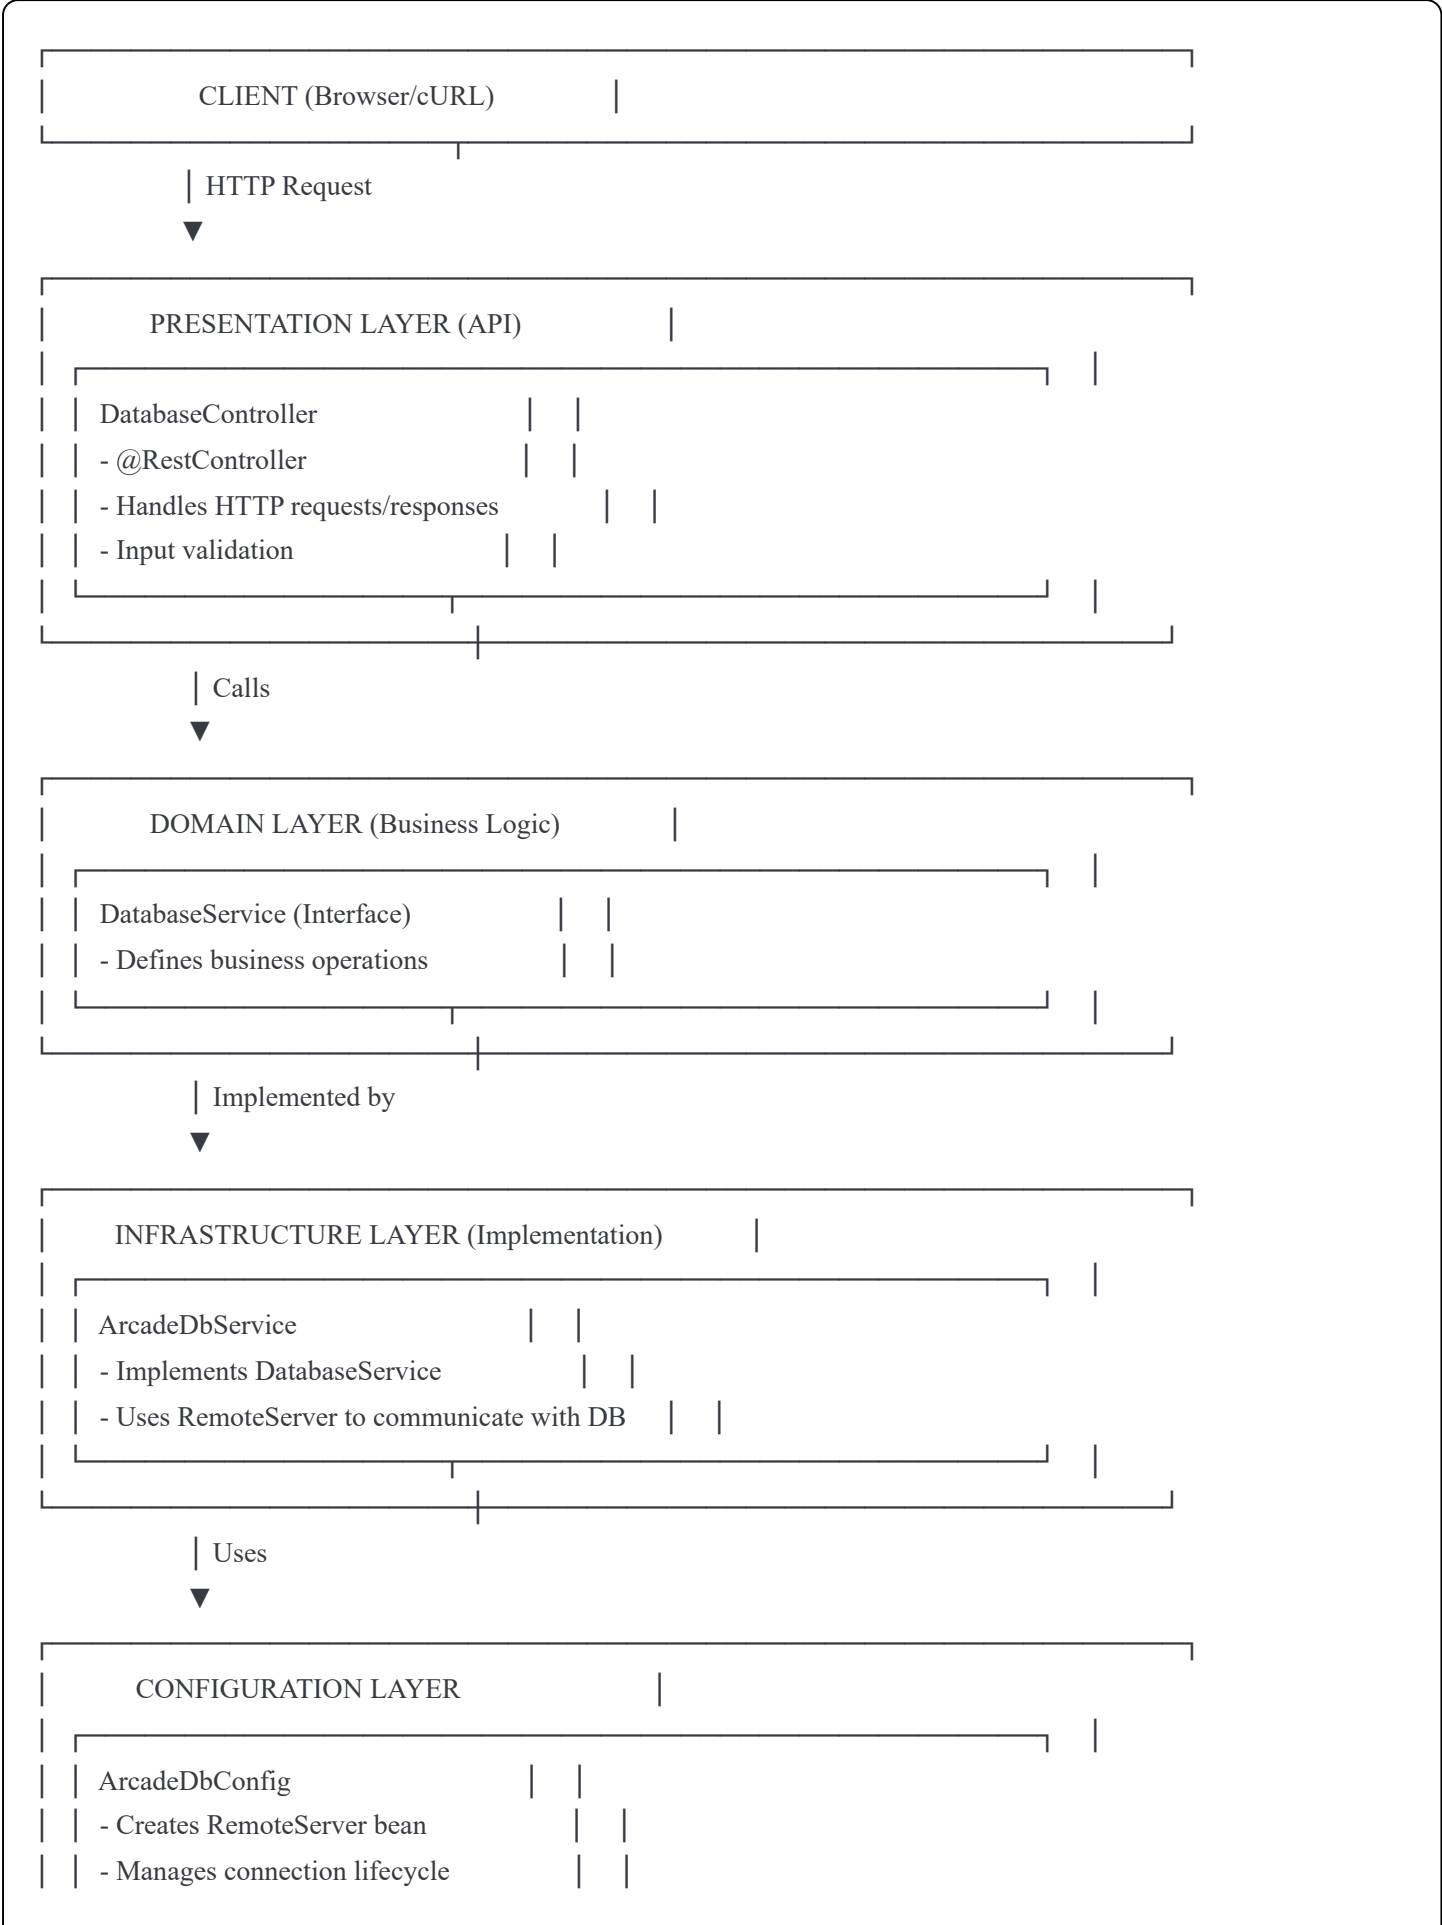 CLIENT (Browser/cURL)
HTTP Request
▼
PRESENTATION LAYER (API)
DatabaseController
- @RestController
- Handles HTTP requests/responses
- Input validation
Calls
▼
DOMAIN LAYER (Business Logic)
DatabaseService (Interface)
- Defines business operations
Implemented by
▼
INFRASTRUCTURE LAYER (Implementation)
ArcadeDbService
- Implements DatabaseService
- Uses RemoteServer to communicate with DB
Uses
▼
CONFIGURATION LAYER
ArcadeDbConfig
- Creates RemoteServer bean
- Manages connection lifecycle